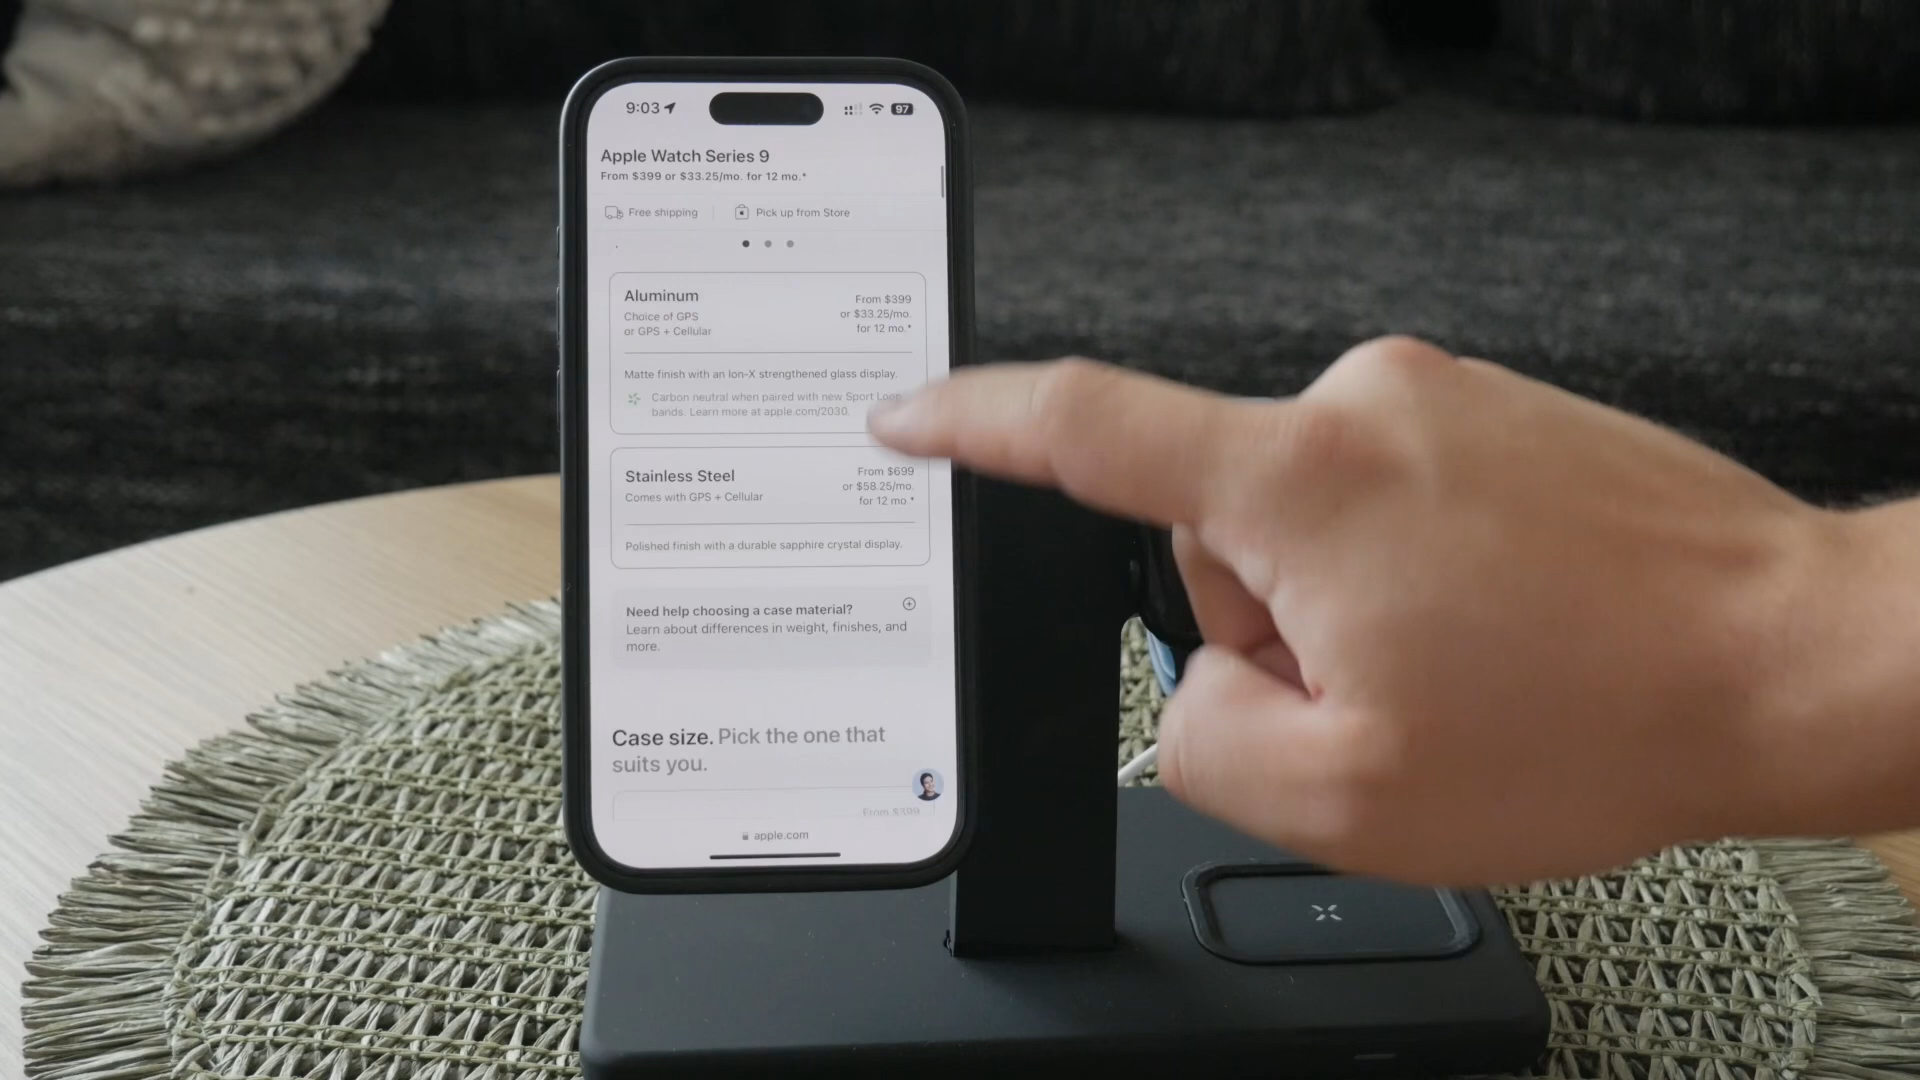 9:03
97
Apple Watch Series 9
From $399 or $33.25/mo. for 12 mo.*
Free shipping
Pick up from Store
Aluminum
Choice of GPS
or GPS + Cellular
From $399
or $33.25/mo.
for 12 mo.*
Matte finish with an Ion-X strengthened glass display.
Carbon neutral when paired with new Sport Loop
bands. Learn more at apple.com/2030.
Stainless Steel
Comes with GPS + Cellular
From $699
or $58.25/mo.
for 12 mo.*
Polished finish with a durable sapphire crystal display.
Need help choosing a case material?
Learn about differences in weight, finishes, and
more.
Case size. Pick the one that
suits you.
From $399
apple.com